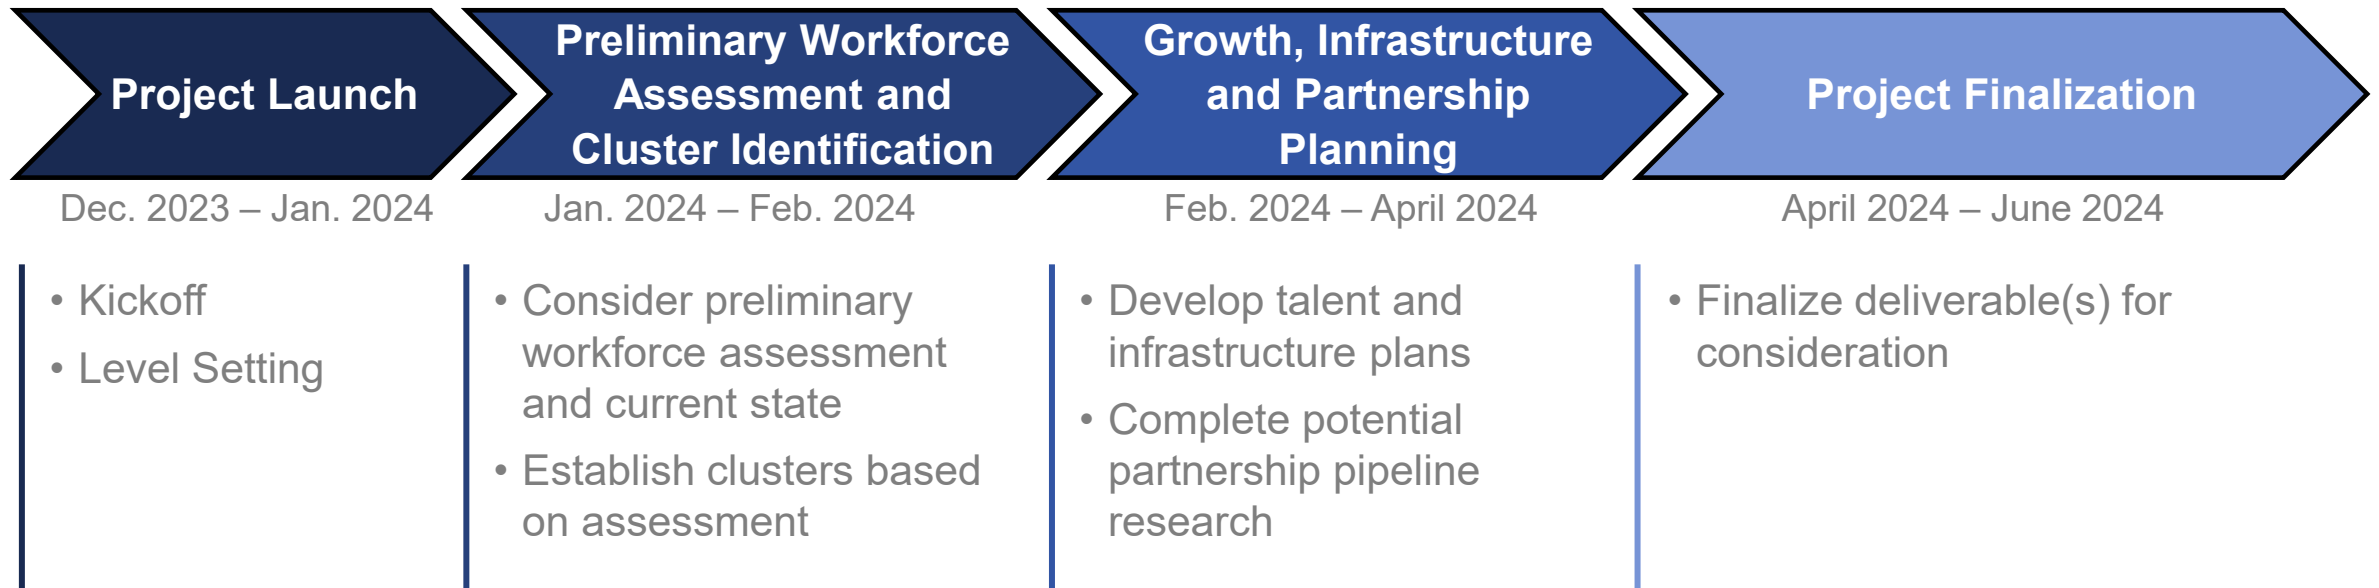 Project Launch
Preliminary Workforce
Assessment and
Cluster Identification
Growth, Infrastructure
and Partnership
Planning
Project Finalization
Dec. 2023 – Jan. 2024
Jan. 2024 – Feb. 2024
Feb. 2024 – April 2024
April 2024 – June 2024
• Kickoff
• Level Setting
• Consider preliminary
workforce assessment
and current state
• Establish clusters based
on assessment
• Develop talent and
infrastructure plans
• Complete potential
partnership pipeline
research
• Finalize deliverable(s) for
consideration